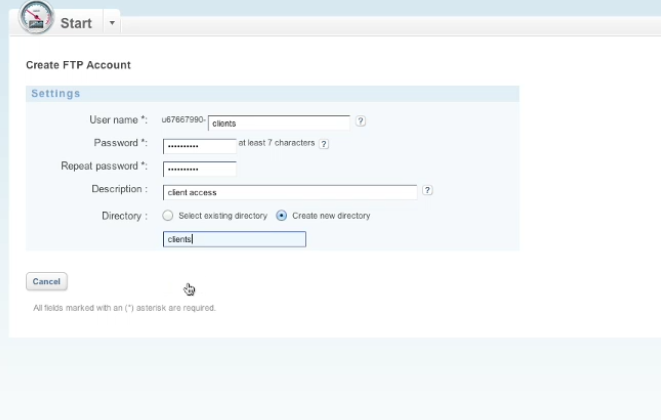 Start
Create FTP Account
Settings
User name *: u67667990- clients ?
Password *: •••••••••• at least 7 characters ?
Repeat password *: ••••••••••
Description : client access ?
Directory : Select existing directory Create new directory
clients
Cancel
All fields marked with an (*) asterisk are required.